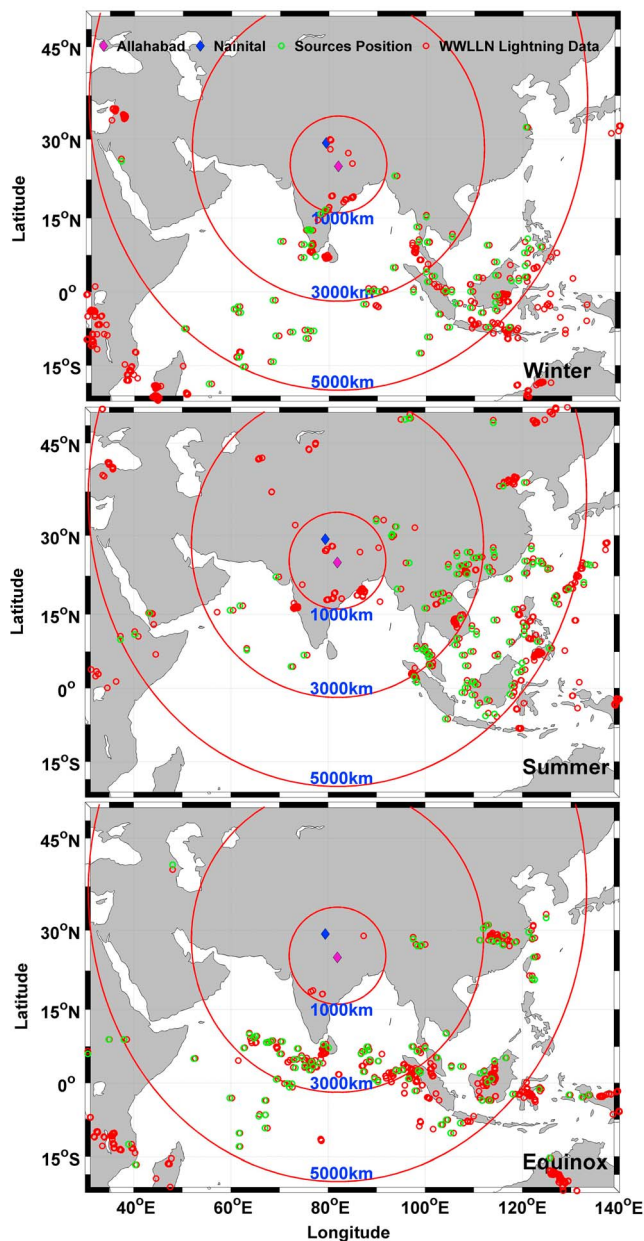 45°N
Allahabad Nainital Sources Position WWLLN Lightning Data
30°N
Latitude
15°N
1000km
0°
3000km
15°S
5000km
Winter
45°N
30°N
Latitude
15°N
1000km
0°
3000km
15°S
5000km
Summer
45°N
30°N
Latitude
15°N
1000km
0°
3000km
15°S
5000km
Equinox
40°E 60°E 80°E 100°E 120°E 140°E
Longitude